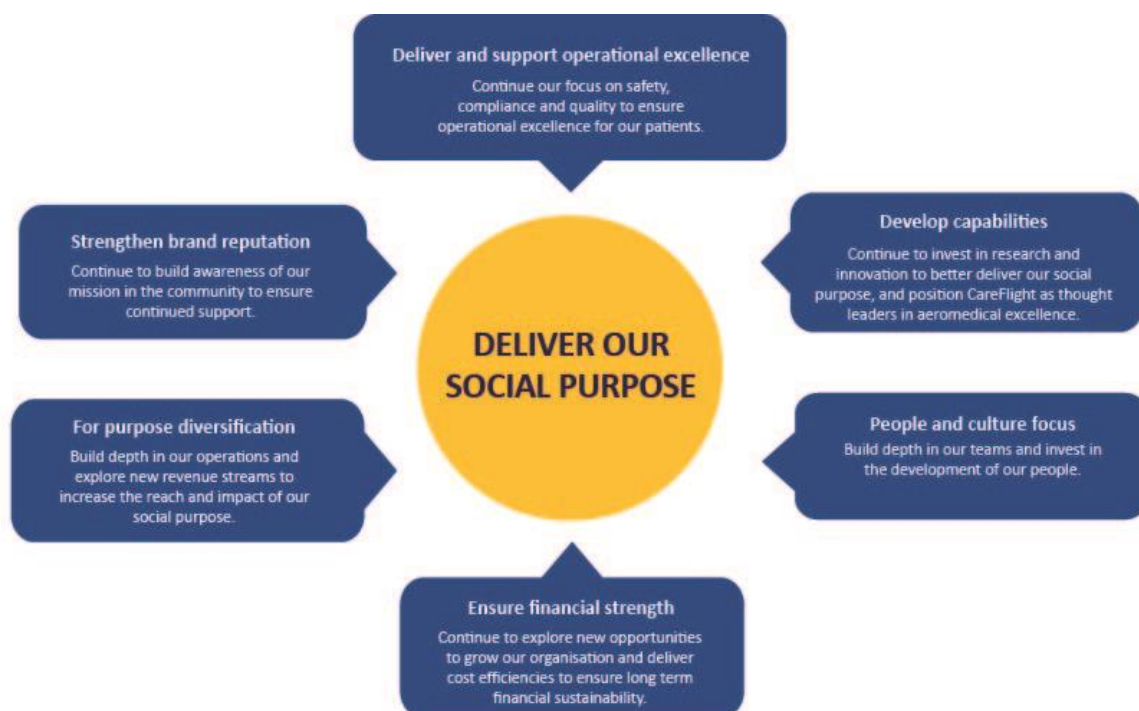 Deliver and support operational excellence
Continue our focus on safety,
compliance and quality to ensure
operational excellence for our patients.
Strengthen brand reputation
Continue to build awareness of our
mission in the community to ensure
continued support.
Develop capabilities
Continue to invest in research and
innovation to better deliver our social
purpose, and position CareFlight as thought
leaders in aeromedical excellence.
DELIVER OUR
SOCIAL PURPOSE
For purpose diversification
Build depth in our operations and
explore new revenue streams to
increase the reach and impact of our
social purpose.
People and culture focus
Build depth in our teams and invest in
the development of our people.
Ensure financial strength
Continue to explore new opportunities
to grow our organisation and deliver
cost efficiencies to ensure long term
financial sustainability.